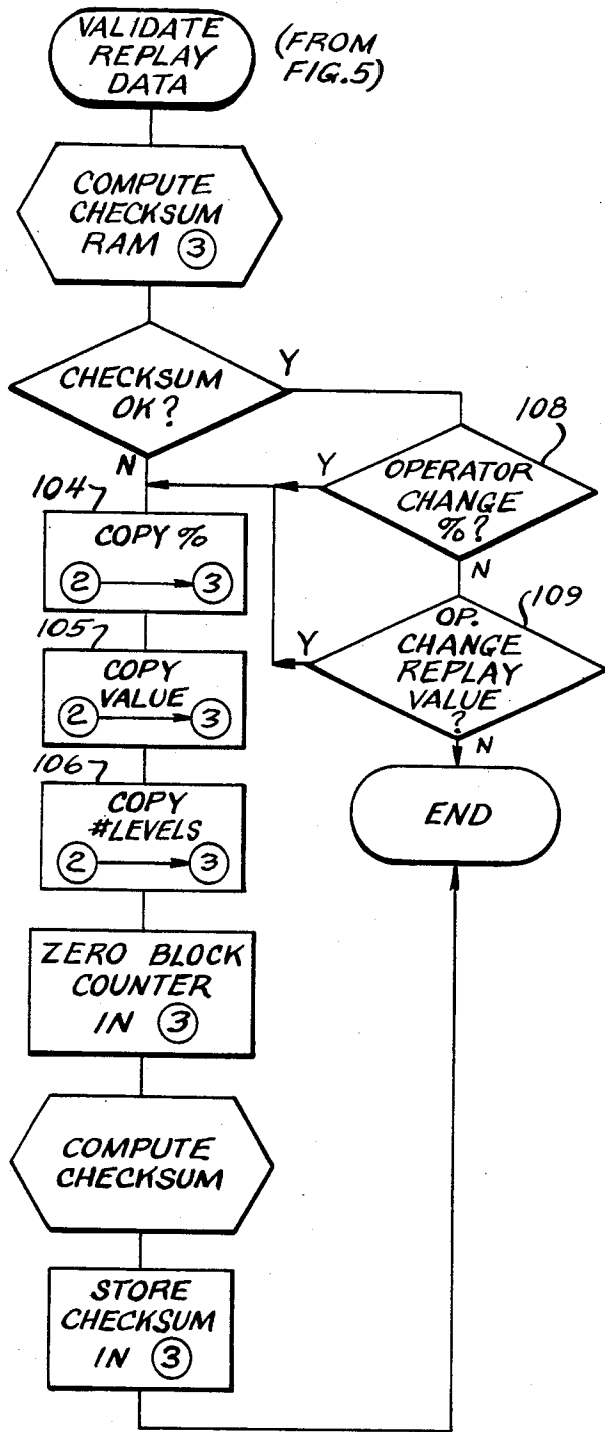 VALIDATE
REPLAY
DATA
(FROM
FIG.5)
COMPUTE
CHECKSUM
RAM ③
CHECKSUM
OK?
Y
N
108
OPERATOR
CHANGE
%?
Y
N
109
OP.
CHANGE
REPLAY
VALUE
?
Y
N
END
104
COPY %
② ③
105
COPY
VALUE
② ③
106
COPY
#LEVELS
② ③
ZERO BLOCK
COUNTER
IN ③
COMPUTE
CHECKSUM
STORE
CHECKSUM
IN ③